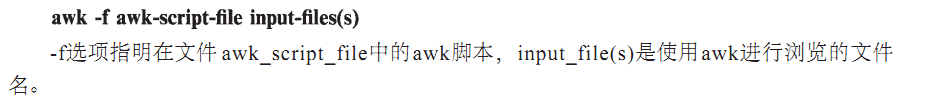 awk -f awk-script-file input-files(s)
-f选项指明在文件awk_script_file中的awk脚本，input_file(s)是使用awk进行浏览的文件
名。